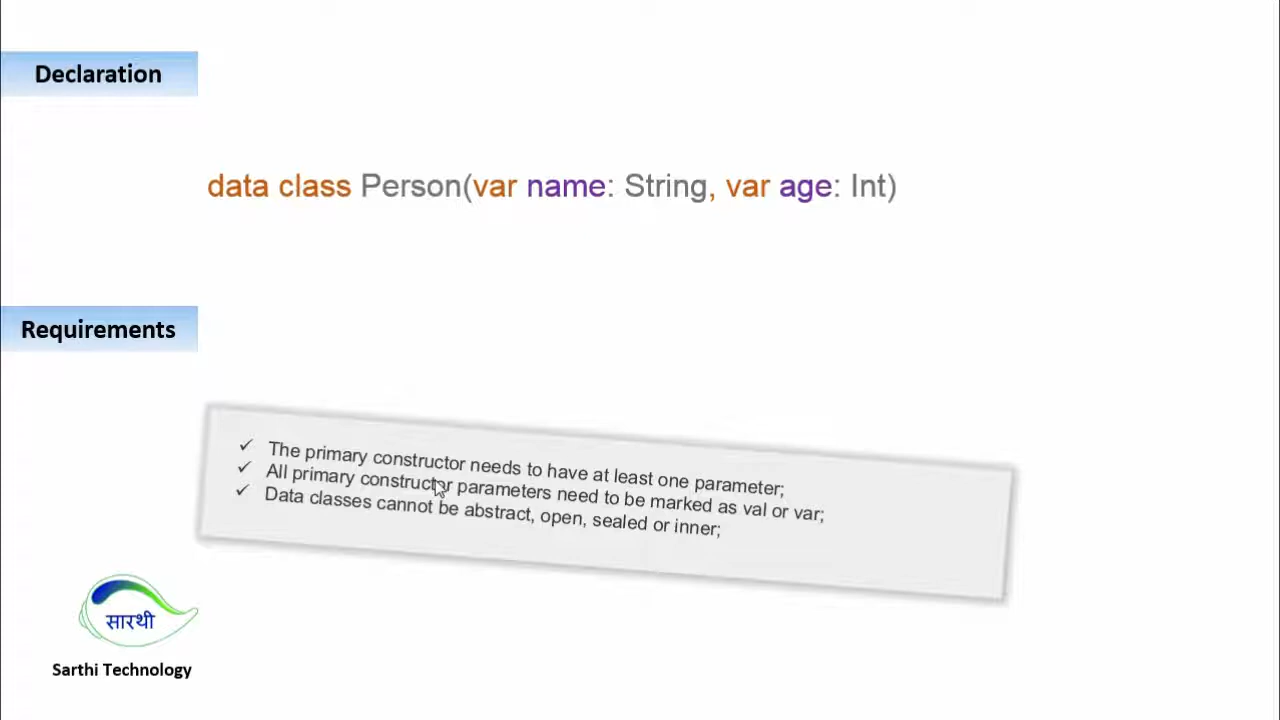 Declaration
data class Person(var name: String, var age: Int)
Requirements
✓ The primary constructor needs to have at least one parameter;
✓ All primary constructor parameters need to be marked as val or var;
✓ Data classes cannot be abstract, open, sealed or inner;
सारथी
Sarthi Technology